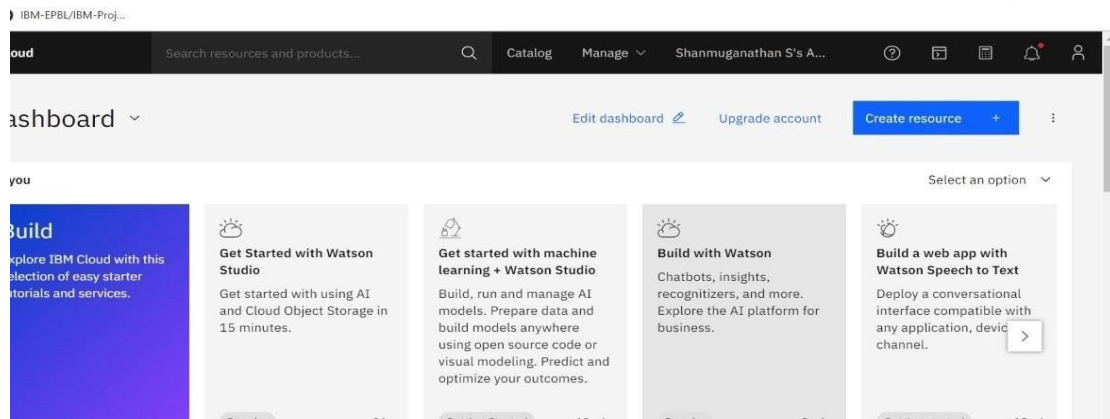 IBM-EPBL/IBM-Proj...
oud
Search resources and products...
Catalog
Manage
Shanmuganathan S's A...
ashboard
Edit dashboard
Upgrade account
Create resource +
you
Select an option
Build
xplore IBM Cloud with this
election of easy starter
utorials and services.
Get Started with Watson
Studio
Get started with using AI
and Cloud Object Storage in
15 minutes.
Get started with machine
learning + Watson Studio
Build, run and manage AI
models. Prepare data and
build models anywhere
using open source code or
visual modeling. Predict and
optimize your outcomes.
Build with Watson
Chatbots, insights,
recognizers, and more.
Explore the AI platform for
business.
Build a web app with
Watson Speech to Text
Deploy a conversational
interface compatible with
any application, devic
channel.